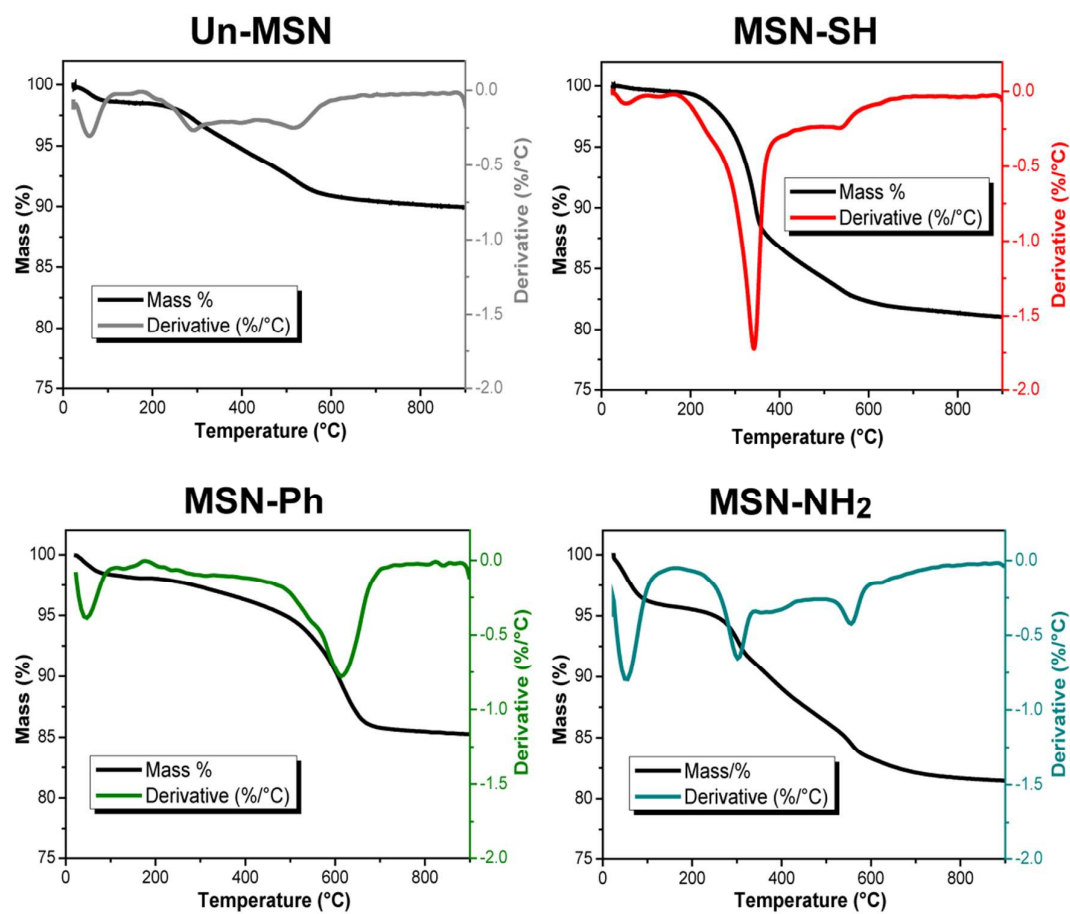 Un-MSN
100
95
90
85
80
75
Mass (%)
0.0
-0.5
-1.0
-1.5
-2.0
Derivative (%/°C)
Mass %
Derivative (%/°C)
0 200 400 600 800
Temperature (°C)
MSN-SH
100
95
90
85
80
75
Mass (%)
0.0
-0.5
-1.0
-1.5
-2.0
Derivative (%/°C)
Mass %
Derivative (%/°C)
0 200 400 600 800
Temperature (°C)
MSN-Ph
100
95
90
85
80
75
Mass (%)
0.0
-0.5
-1.0
-1.5
-2.0
Derivative (%/°C)
Mass %
Derivative (%/°C)
0 200 400 600 800
Temperature (°C)
MSN-NH2
100
95
90
85
80
75
Mass (%)
0.0
-0.5
-1.0
-1.5
-2.0
Derivative (%/°C)
Mass/%
Derivative (%/°C)
0 200 400 600 800
Temperature (°C)